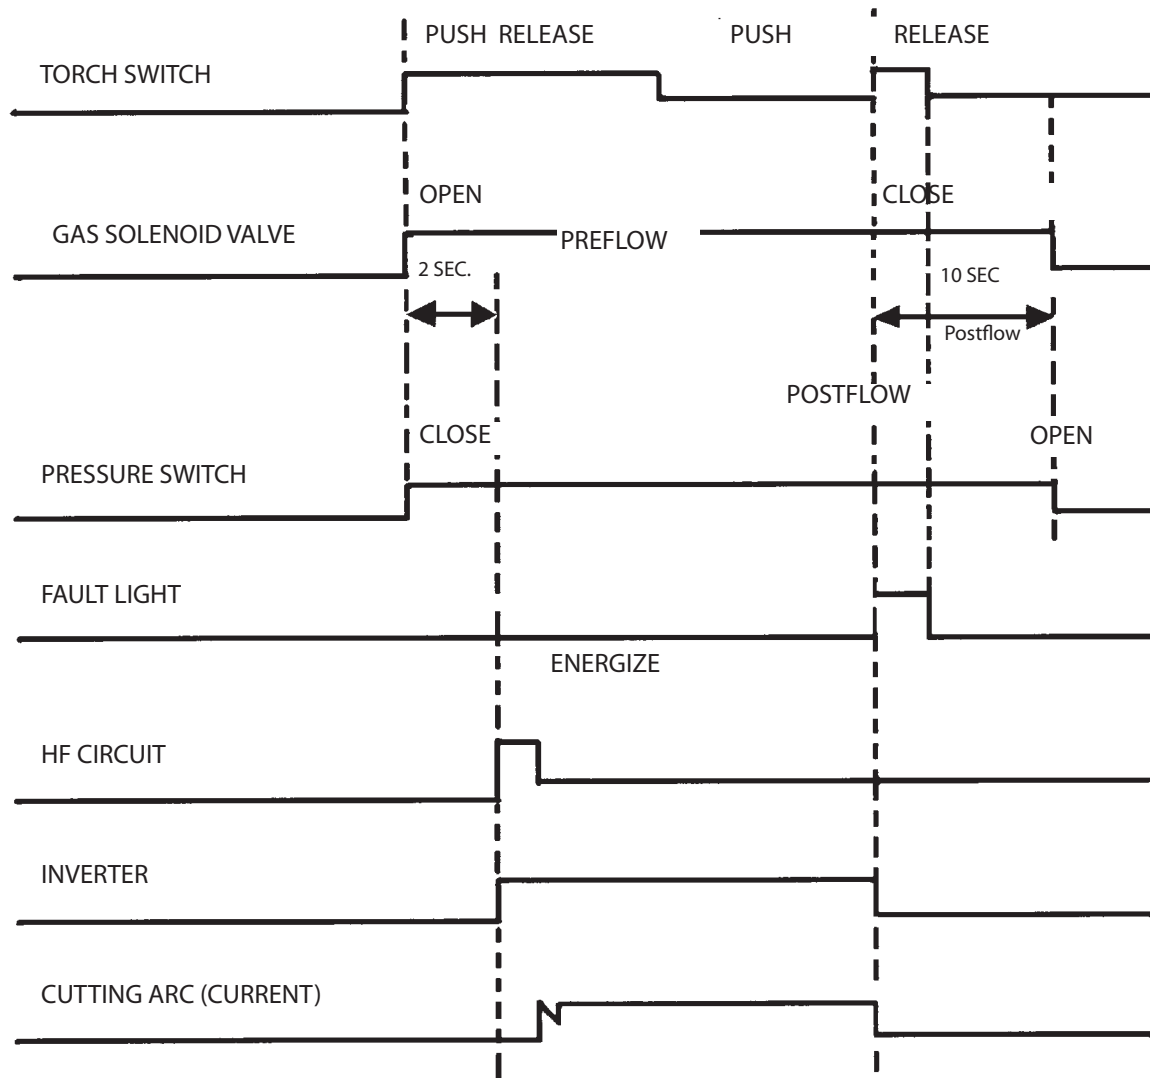 PUSH RELEASE PUSH RELEASE
TORCH SWITCH
OPEN CLOSE
GAS SOLENOID VALVE PREFLOW
2 SEC. 10 SEC
Postflow
POSTFLOW
CLOSE OPEN
PRESSURE SWITCH
FAULT LIGHT
ENERGIZE
HF CIRCUIT
INVERTER
CUTTING ARC (CURRENT)